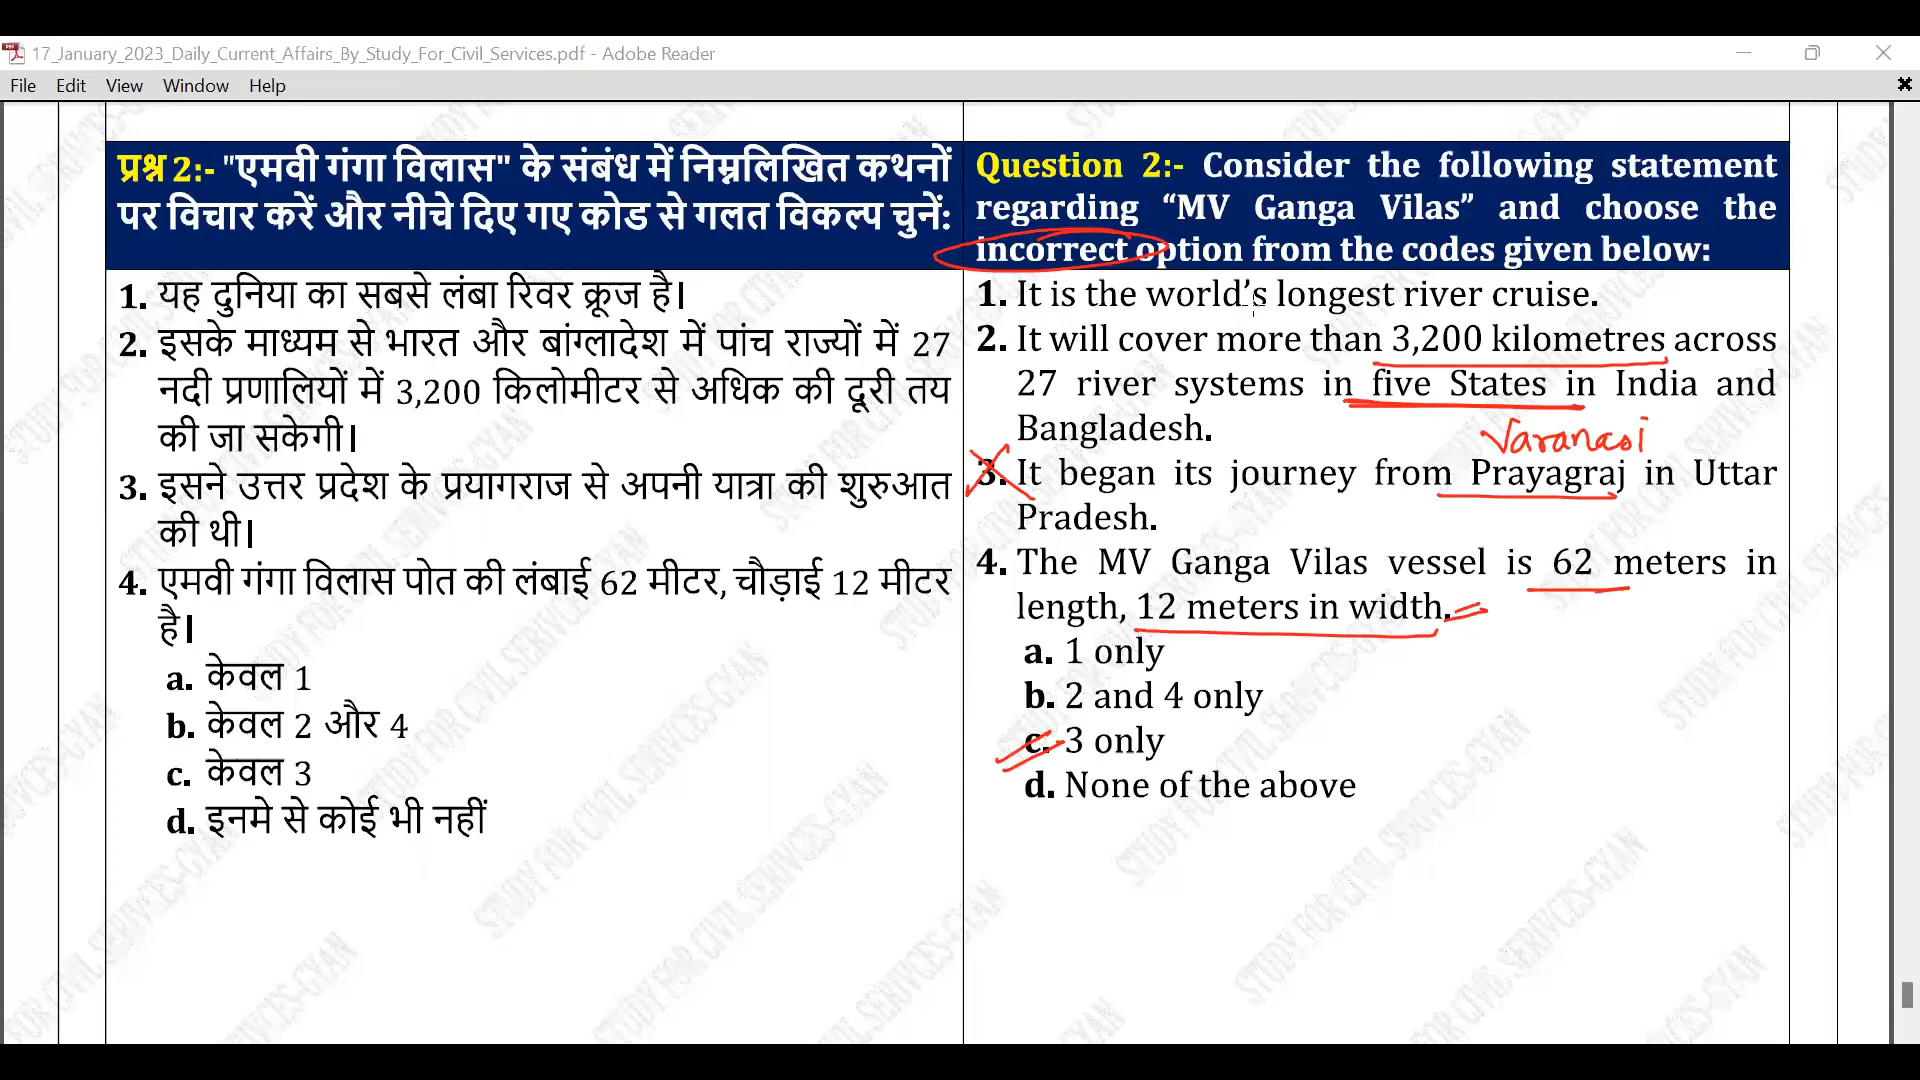 17_January_2023_Daily_Current_Affairs_By_Study_For_Civil_Services.pdf - Adobe Reader
File Edit View Window Help
प्रश्न 2:- "एमवी गंगा विलास" के संबंध में निम्नलिखित कथनों
पर विचार करें और नीचे दिए गए कोड से गलत विकल्प चुनें:
1. यह दुनिया का सबसे लंबा रिवर क्रूज है।
2. इसके माध्यम से भारत और बांग्लादेश में पांच राज्यों में 27
नदी प्रणालियों में 3,200 किलोमीटर से अधिक की दूरी तय
की जा सकेगी।
3. इसने उत्तर प्रदेश के प्रयागराज से अपनी यात्रा की शुरुआत
की थी।
4. एमवी गंगा विलास पोत की लंबाई 62 मीटर, चौड़ाई 12 मीटर
है।
a. केवल 1
b. केवल 2 और 4
c. केवल 3
d. इनमे से कोई भी नहीं
Question 2:- Consider the following statement
regarding “MV Ganga Vilas” and choose the
incorrect option from the codes given below:
1. It is the world’s longest river cruise.
2. It will cover more than 3,200 kilometres across
27 river systems in five States in India and
Bangladesh.
Varanasi
3. It began its journey from Prayagraj in Uttar
Pradesh.
4. The MV Ganga Vilas vessel is 62 meters in
length, 12 meters in width.
a. 1 only
b. 2 and 4 only
c. 3 only
d. None of the above
STUDY FOR CIVIL SERIVCES-GYAN